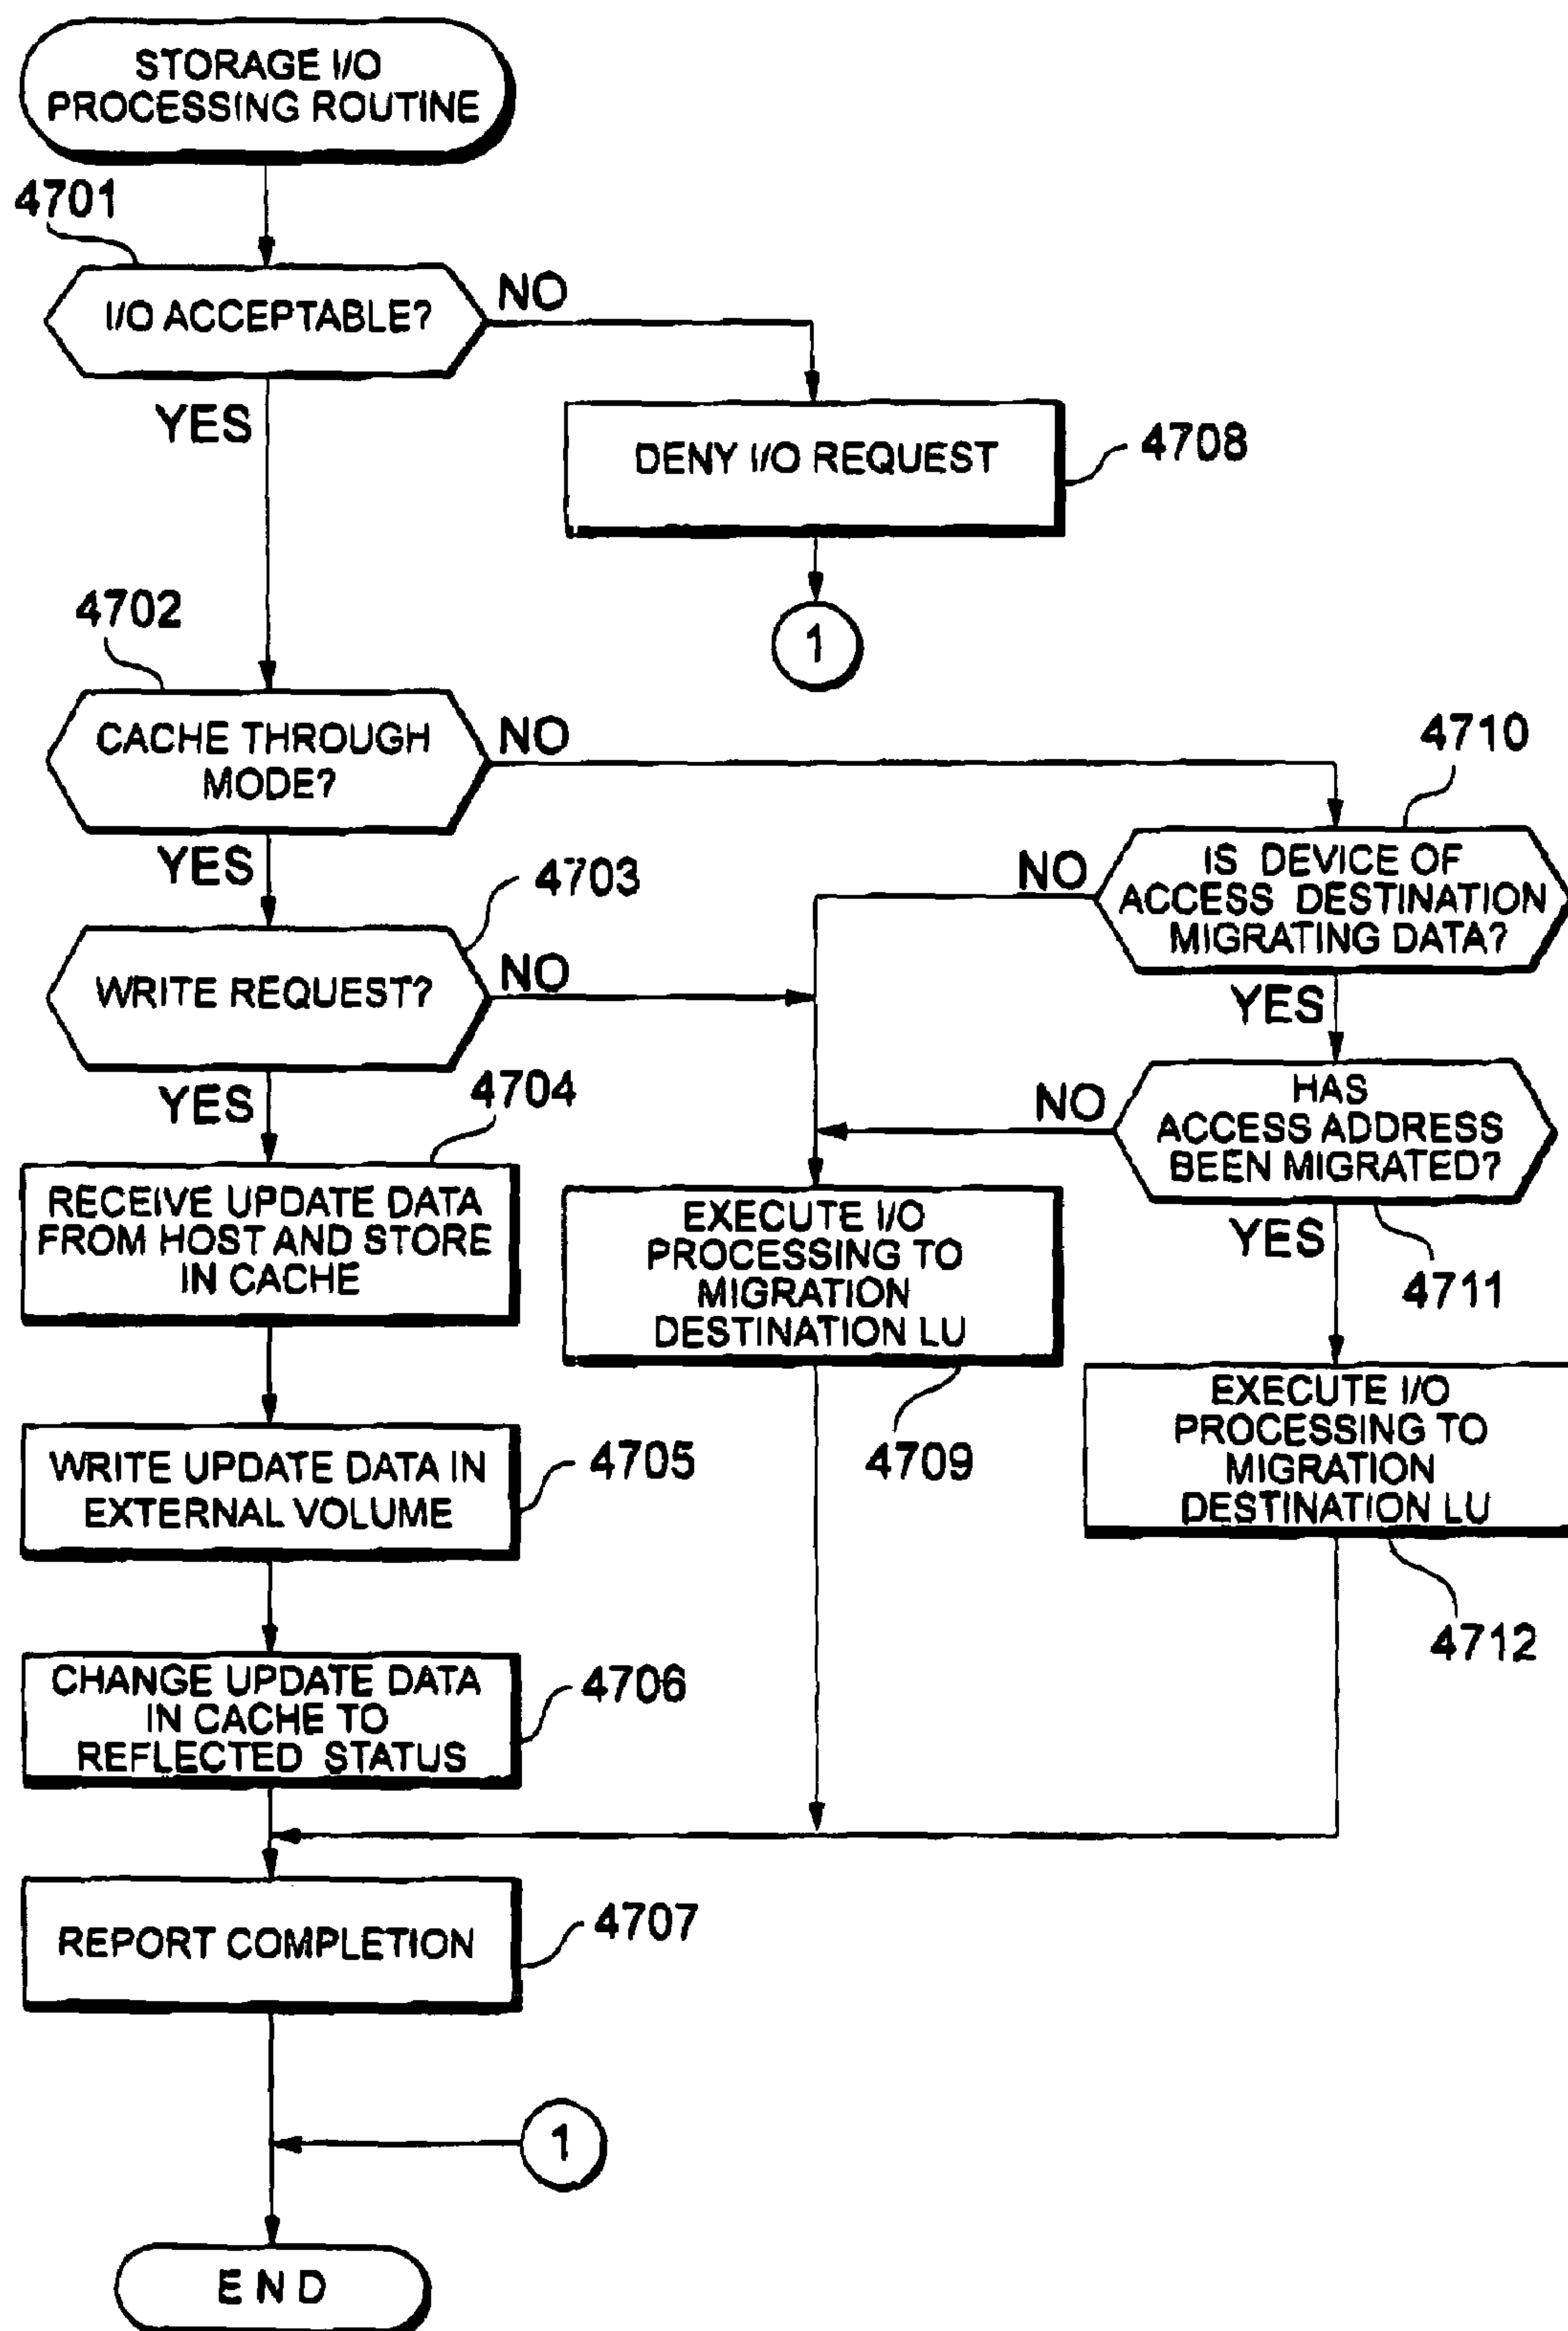 STORAGE I/O
PROCESSING ROUTINE
4701
I/O ACCEPTABLE?
NO
YES
DENY I/O REQUEST
4708
1
4702
CACHE THROUGH
MODE?
NO
YES
4710
IS DEVICE OF
ACCESS DESTINATION
MIGRATING DATA?
NO
YES
4703
WRITE REQUEST?
NO
YES
HAS
ACCESS ADDRESS
BEEN MIGRATED?
NO
YES
4711
4704
RECEIVE UPDATE DATA
FROM HOST AND STORE
IN CACHE
EXECUTE I/O
PROCESSING TO
MIGRATION
DESTINATION LU
4709
EXECUTE I/O
PROCESSING TO
MIGRATION
DESTINATION LU
4712
WRITE UPDATE DATA IN
EXTERNAL VOLUME
4705
CHANGE UPDATE DATA
IN CACHE TO
REFLECTED STATUS
4706
REPORT COMPLETION
4707
1
END